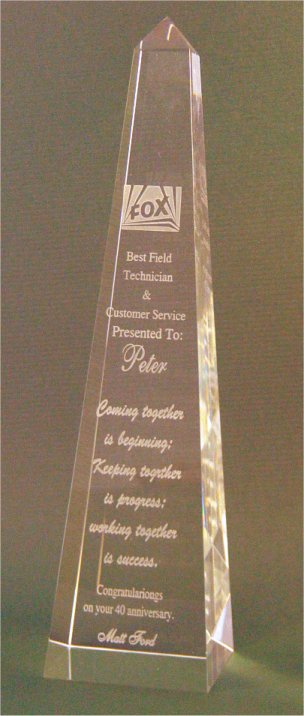 FOX
Best Field
Technician
&
Customer Service
Presented To:
Peter
Coming together
is beginning;
Keeping togrther
is progress;
working together
is success.
Congratulariongs
on your 40 anniversary.
Matt Ford